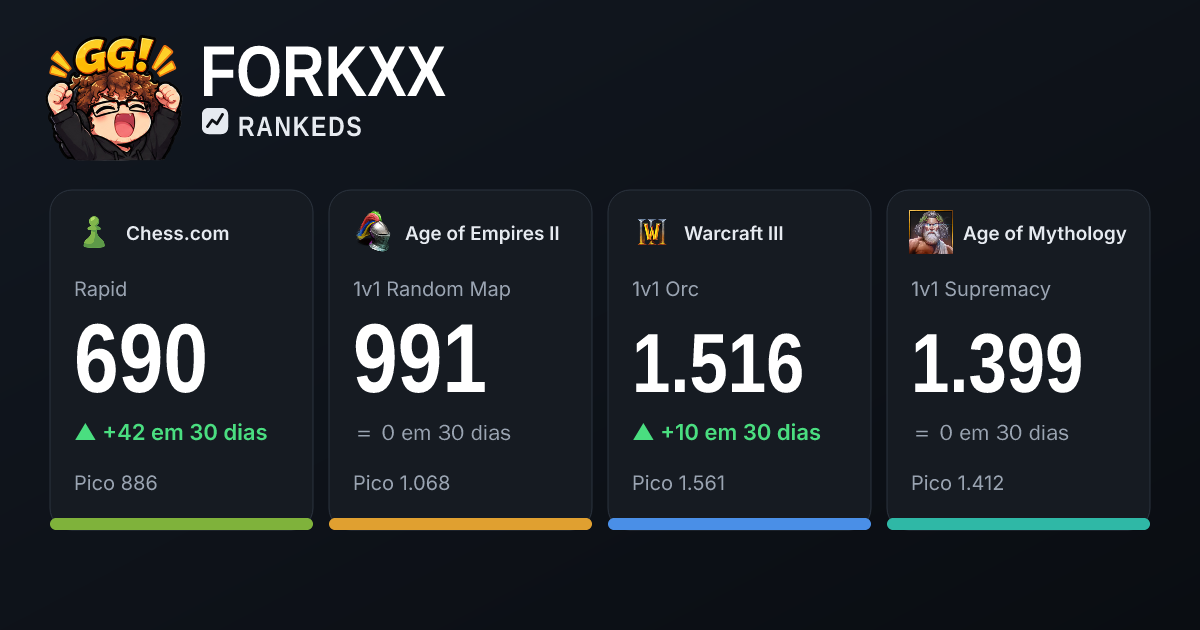 GG!
FORKXX
RANKEDS
Chess.com
Rapid
690
▲ +42 em 30 dias
Pico 886
Age of Empires II
1v1 Random Map
991
= 0 em 30 dias
Pico 1.068
Warcraft III
1v1 Orc
1.516
▲ +10 em 30 dias
Pico 1.561
Age of Mythology
1v1 Supremacy
1.399
= 0 em 30 dias
Pico 1.412